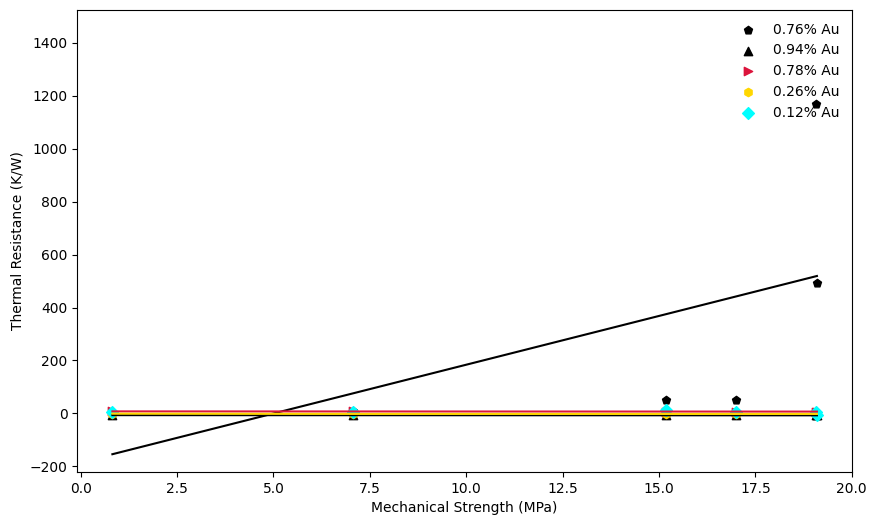 1400
1200
1000
800
600
400
200
0
−200
Thermal Resistance (K/W)
0.0 2.5 5.0 7.5 10.0 12.5 15.0 17.5 20.0
Mechanical Strength (MPa)
0.76% Au
0.94% Au
0.78% Au
0.26% Au
0.12% Au